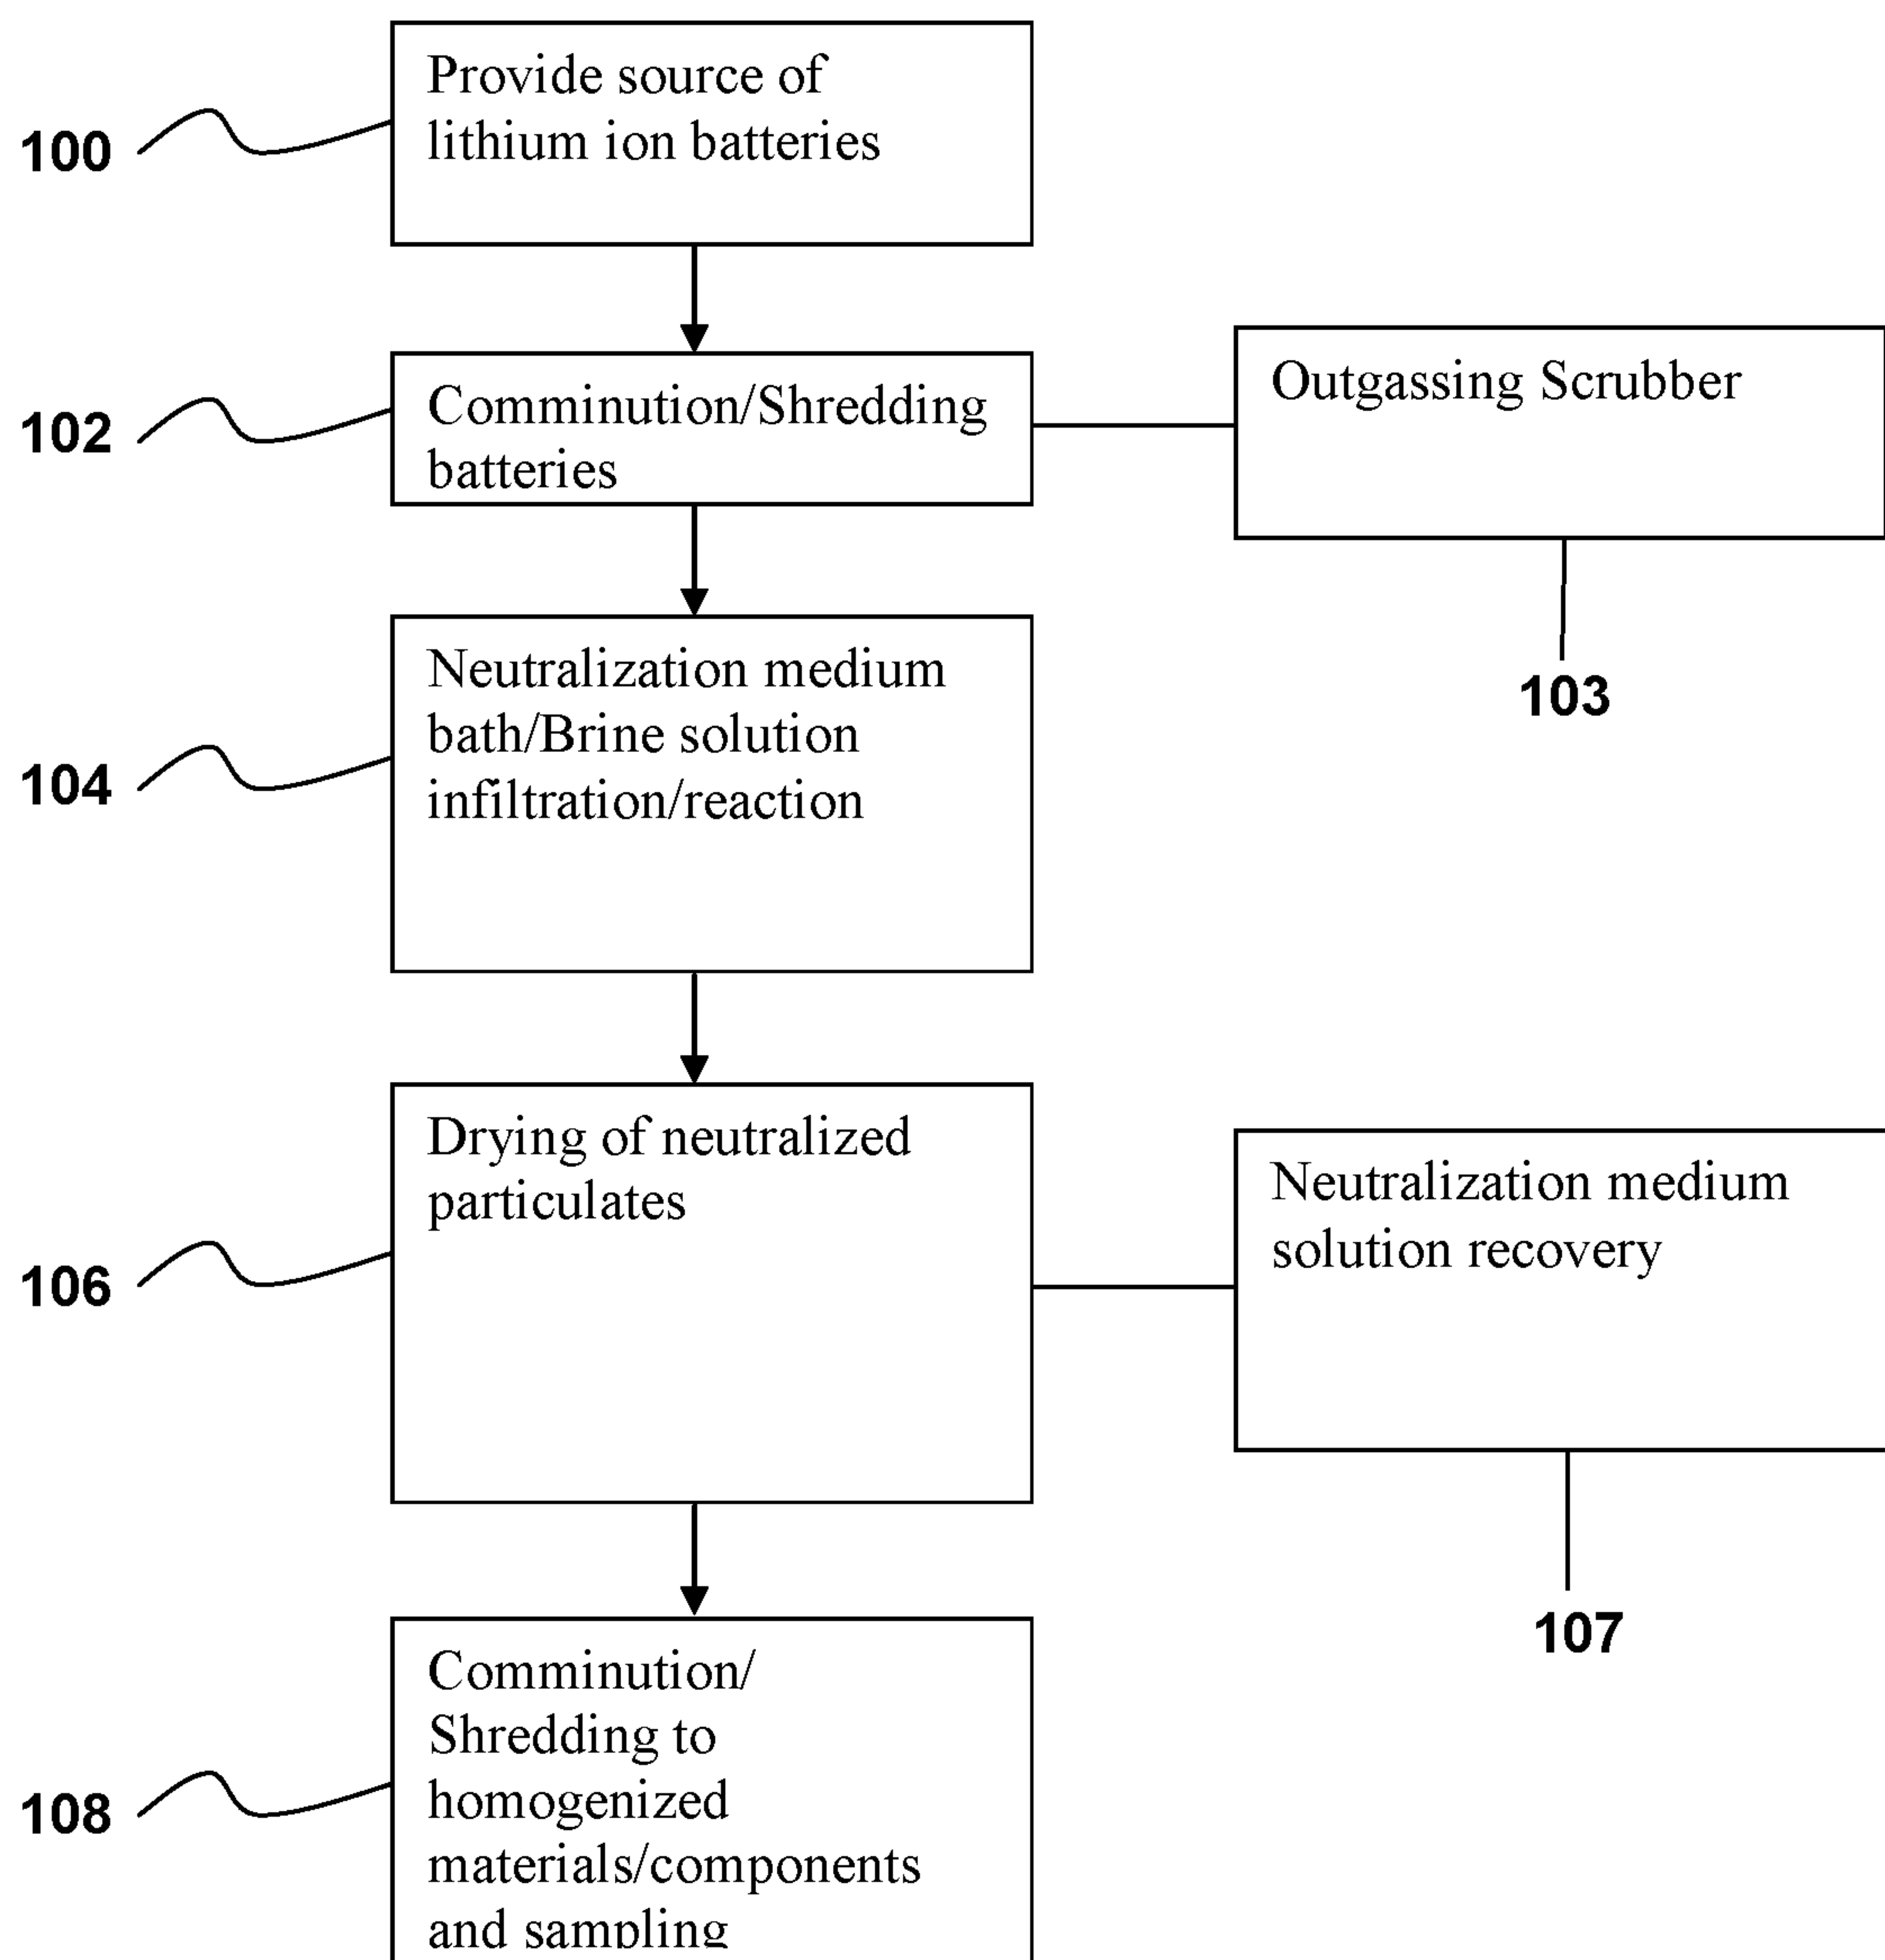 Provide source of
lithium ion batteries
100
Comminution/Shredding
batteries
102
Outgassing Scrubber
103
Neutralization medium
bath/Brine solution
infiltration/reaction
104
Drying of neutralized
particulates
106
Neutralization medium
solution recovery
107
Comminution/
Shredding to
homogenized
materials/components
and sampling
108